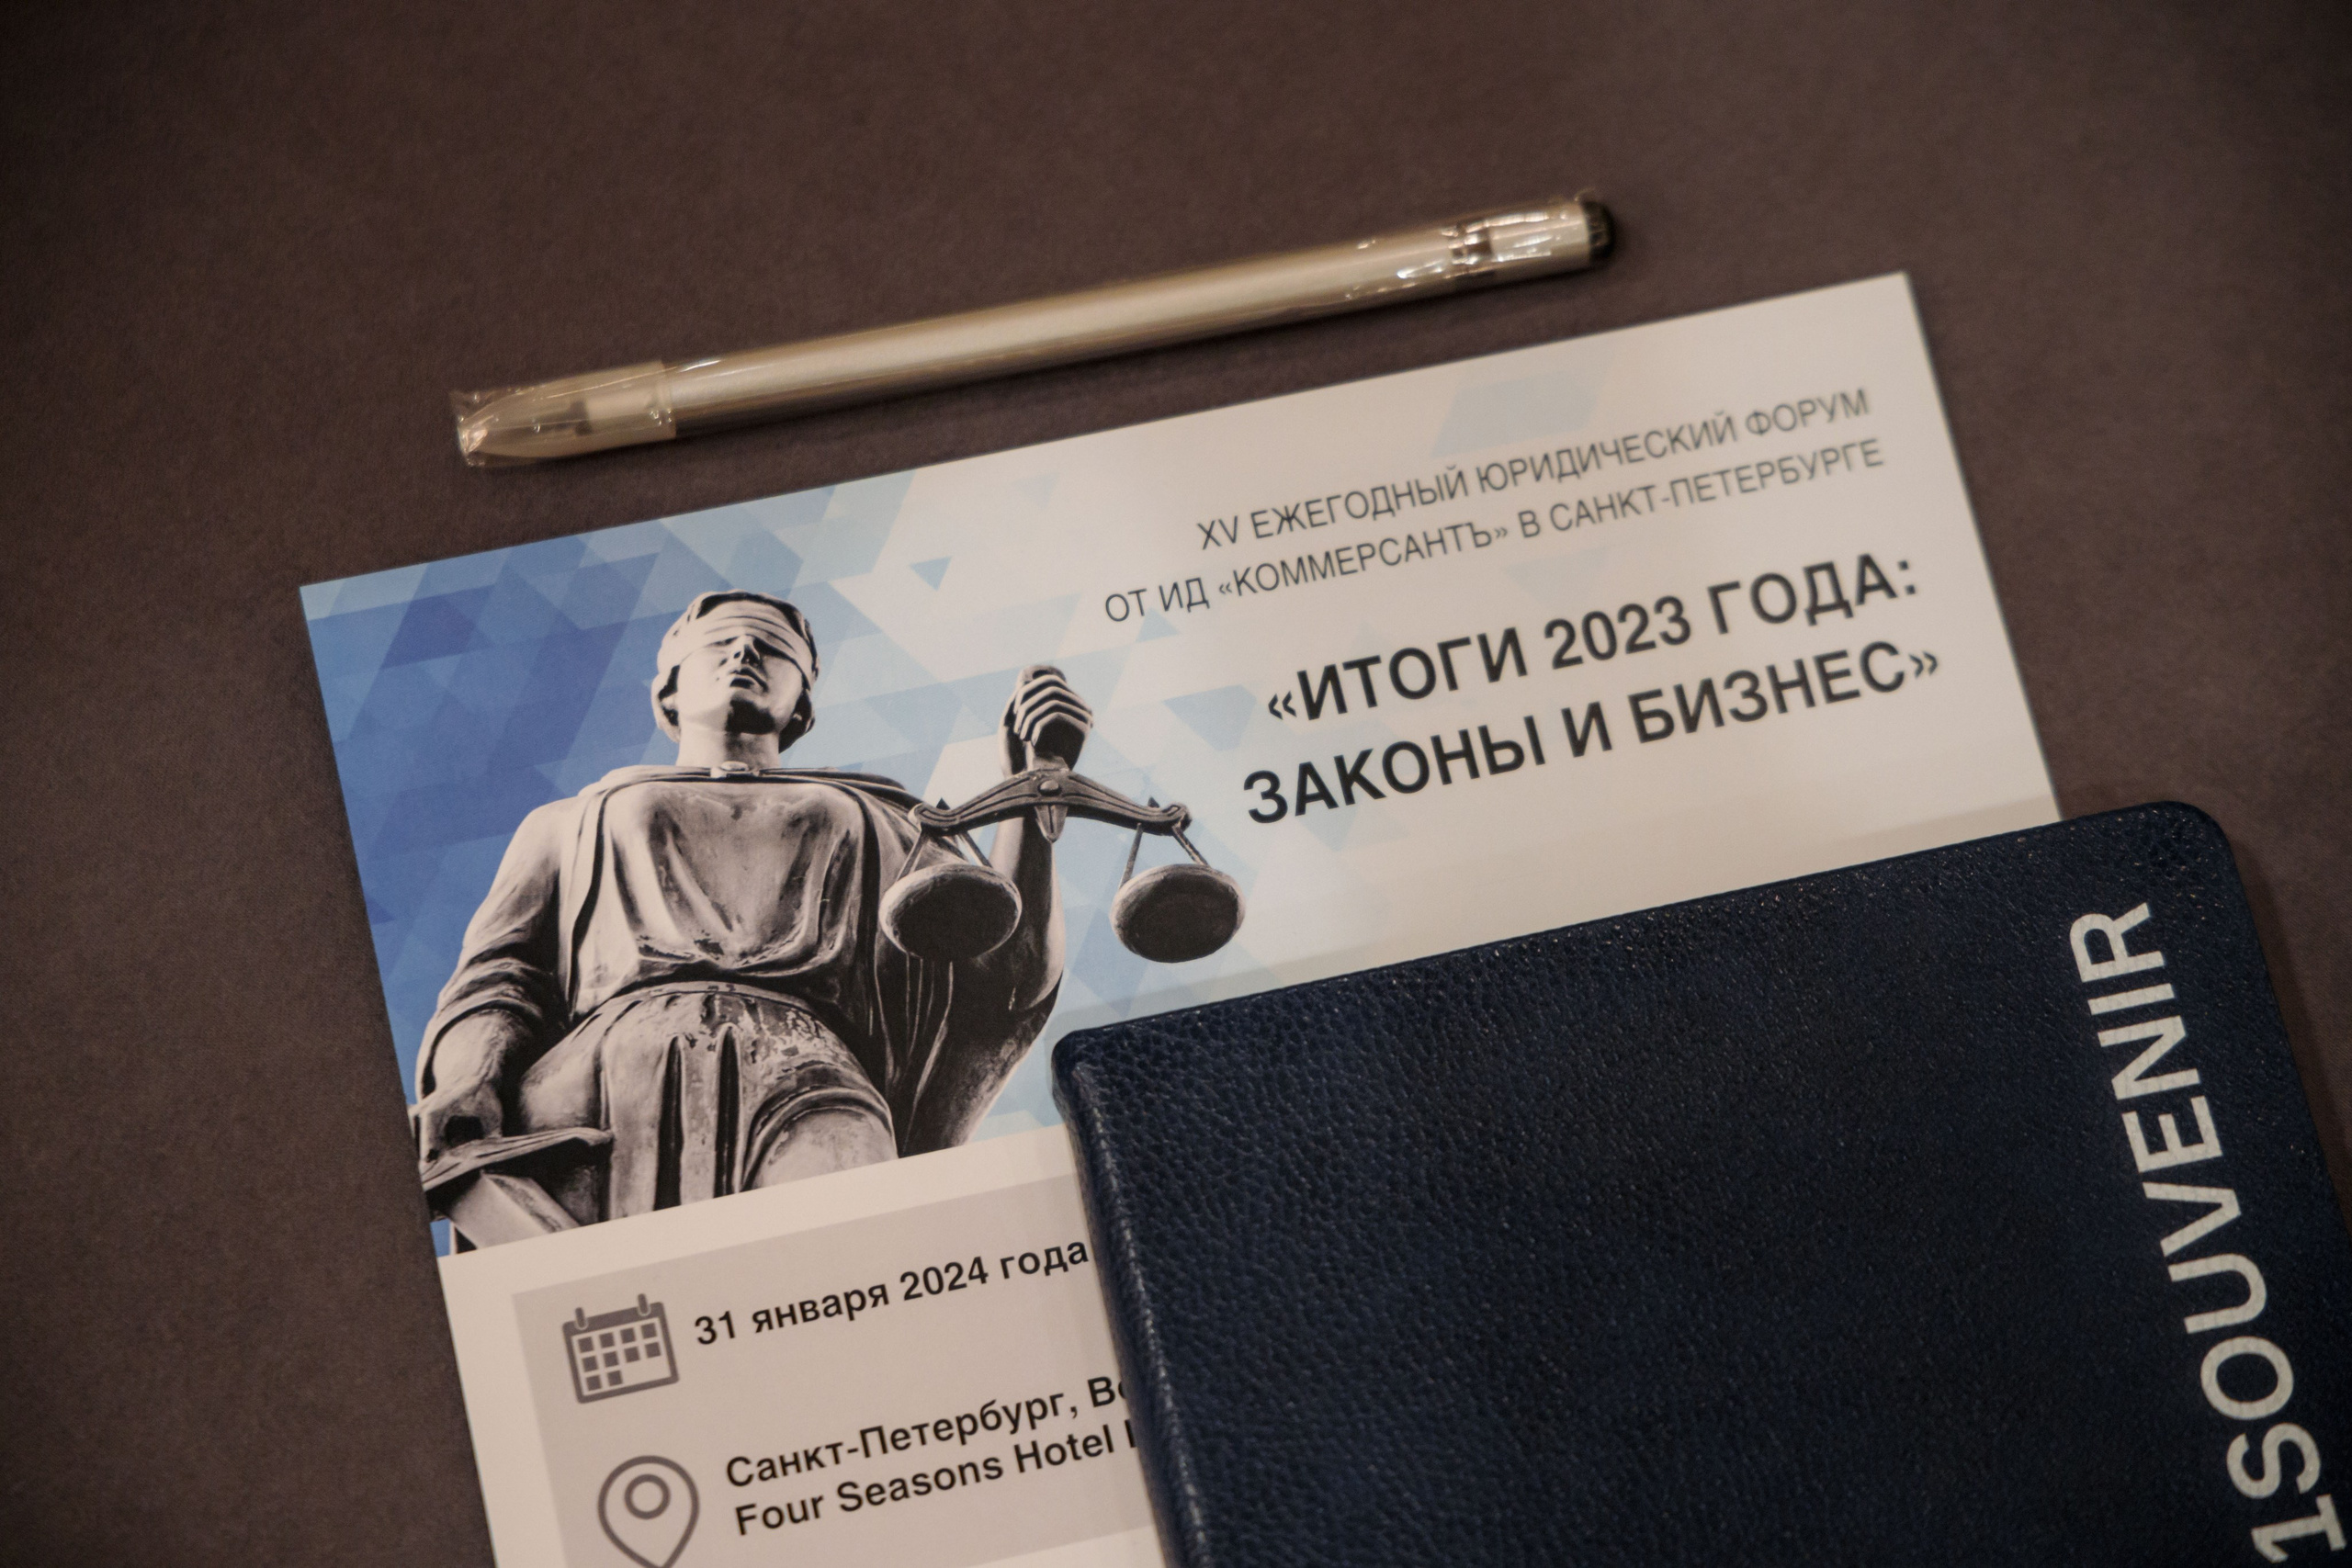 XV ЕЖЕГОДНЫЙ ЮРИДИЧЕСКИЙ ФОРУМ
ОТ ИД «КОММЕРСАНТЪ» В САНКТ-ПЕТЕРБУРГЕ
«ИТОГИ 2023 ГОДА:
ЗАКОНЫ И БИЗНЕС»
31 января 2024 года
Санкт-Петербург,
Four Seasons Hotel
1SOUVENIR